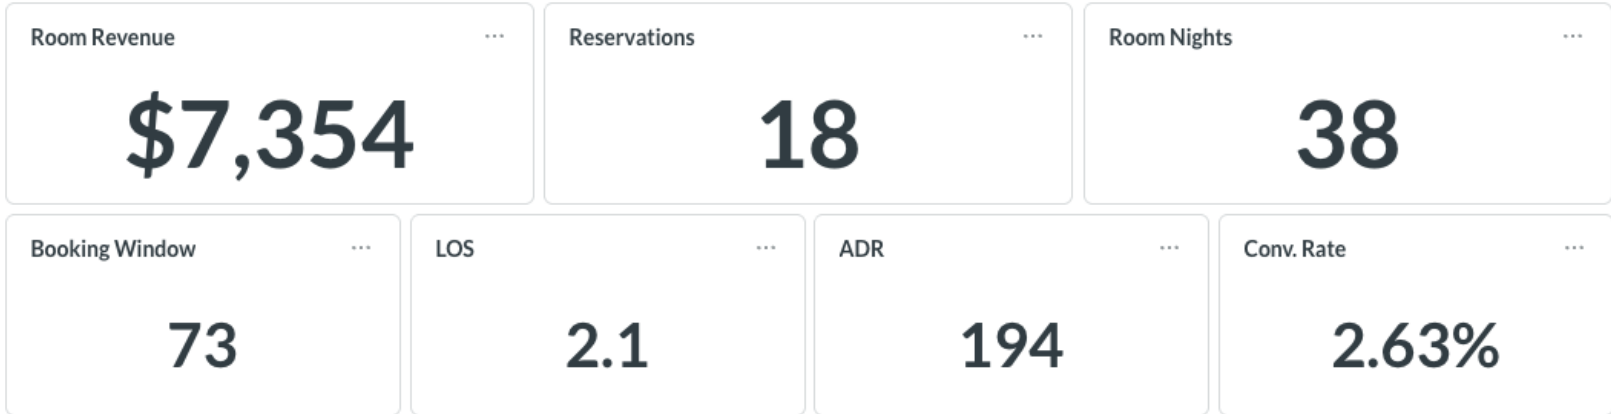 Room Revenue
$7,354
Reservations
18
Room Nights
38
Booking Window
73
LOS
2.1
ADR
194
Conv. Rate
2.63%